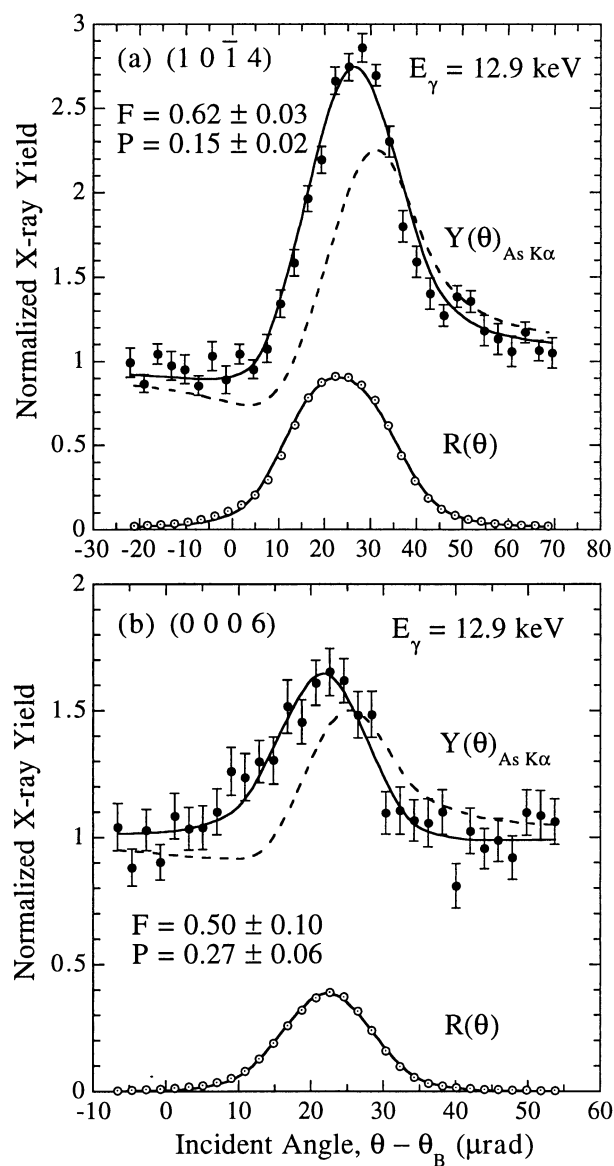 (a) (1 0 1̄ 4)
E_γ = 12.9 keV
F = 0.62 ± 0.03
P = 0.15 ± 0.02
Y(θ)_As Kα
R(θ)
Normalized X-ray Yield
3
2.5
2
1.5
1
0.5
0
-30 -20 -10 0 10 20 30 40 50 60 70 80
(b) (0 0 0 6)
E_γ = 12.9 keV
Y(θ)_As Kα
F = 0.50 ± 0.10
P = 0.27 ± 0.06
R(θ)
Normalized X-ray Yield
2
1.5
1
0.5
0
-10 0 10 20 30 40 50 60
Incident Angle, θ – θ_B (μrad)